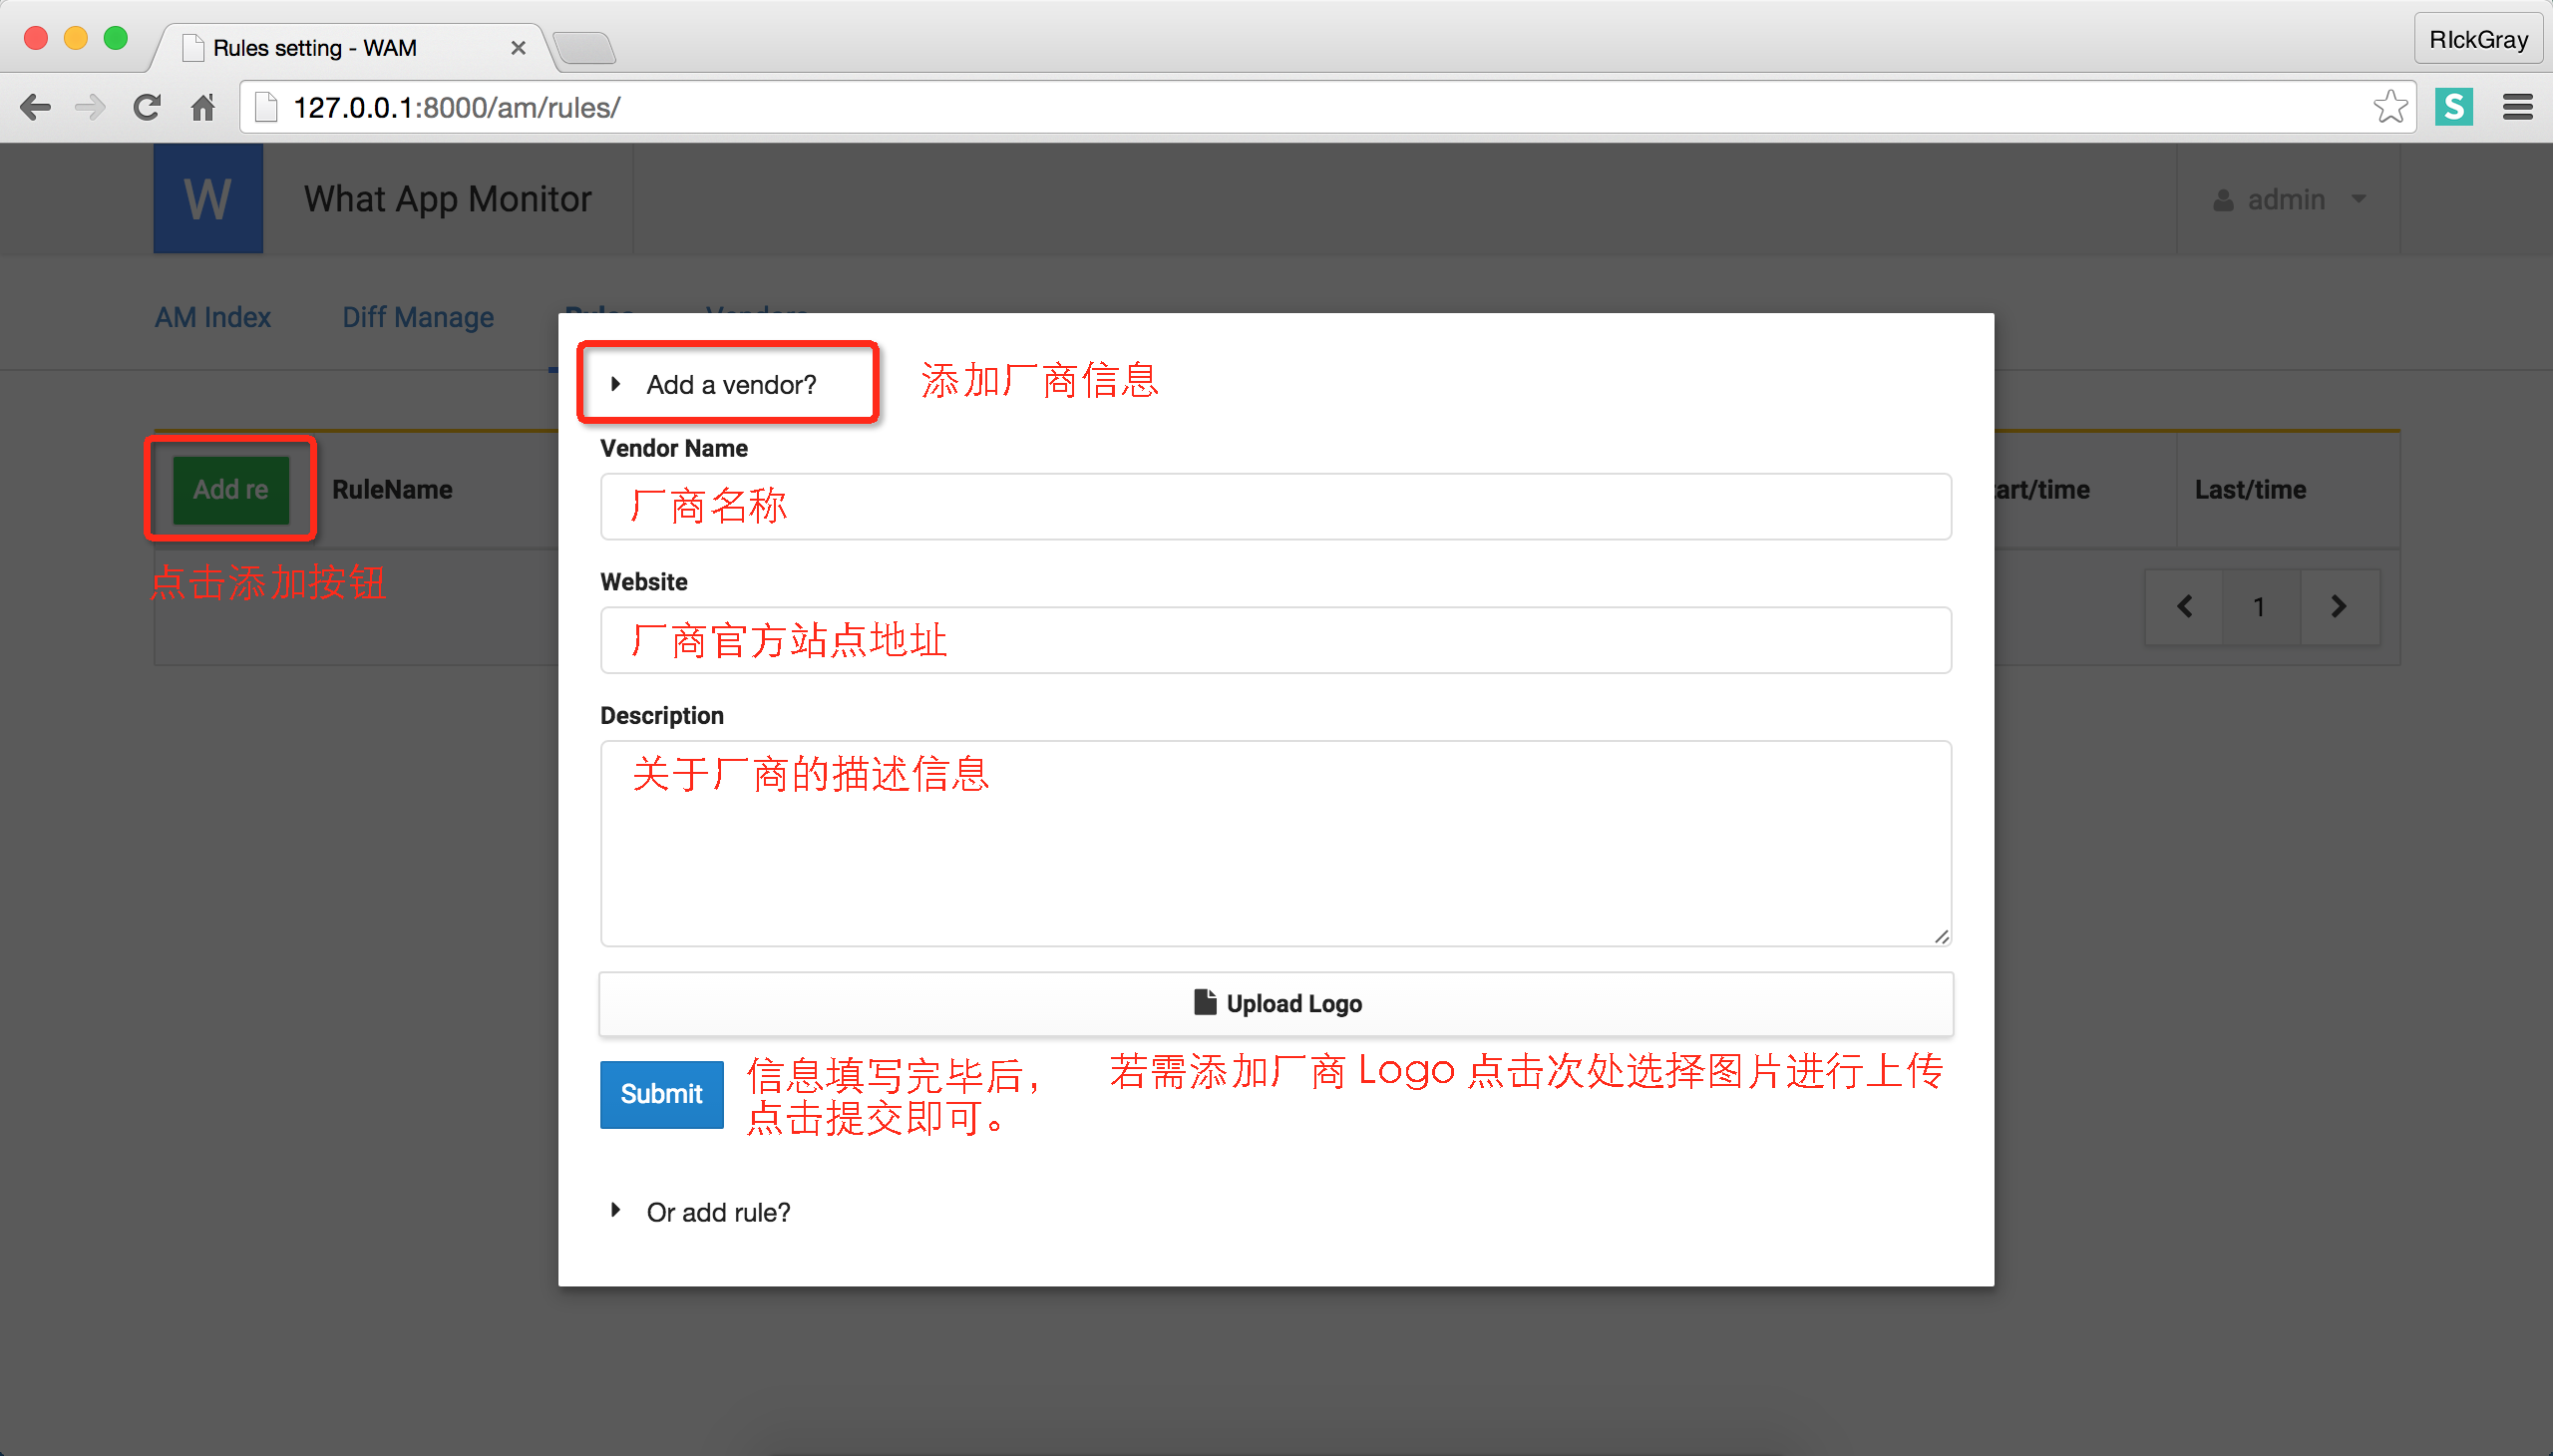 Rules setting - WAM
RIckGray
127.0.0.1:8000/am/rules/
S
W
What App Monitor
admin
AM Index
Diff Manage
Rules
Vendors
Add a vendor?
添加厂商信息
Add re
RuleName
art/time
Last/time
点击添加按钮
1
Vendor Name
厂商名称
Website
厂商官方站点地址
Description
关于厂商的描述信息
Upload Logo
Submit
信息填写完毕后，
点击提交即可。
若需添加厂商 Logo 点击次处选择图片进行上传
Or add rule?